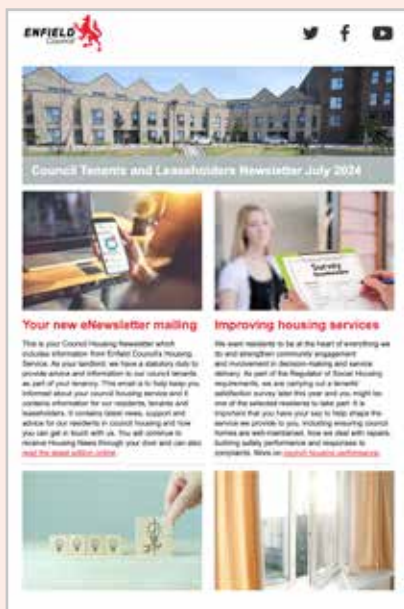 ENFIELD
Council
Council Tenants and Leaseholders Newsletter July 2024
Survey
Your new eNewsletter mailing
This is your Council Housing Newsletter which
includes information from Enfield Council's Housing
Service. As your landlord, we have a statutory duty to
provide advice and information to our council tenants
as part of your tenancy. This email is to help keep you
informed about your council housing service and it
contains information for our residents, tenants and
leaseholders. It contains latest news, support and
advice for our residents in council housing and how
you can get in touch with us. You will continue to
receive Housing News through your door and can also
read the latest edition online
Improving housing services
We want residents to be at the heart of everything we
do and strengthen community engagement
and involvement in decision-making and service
delivery. As part of the Regulator of Social Housing
requirements, we are carrying out a tenants'
satisfaction survey later this year and you might be
one of the selected residents to take part. It is
important that you have your say to help shape the
service we provide to you, including ensuring council
homes are well-maintained, how we deal with repairs,
building safety performance and responses to
complaints. More on council housing performance.